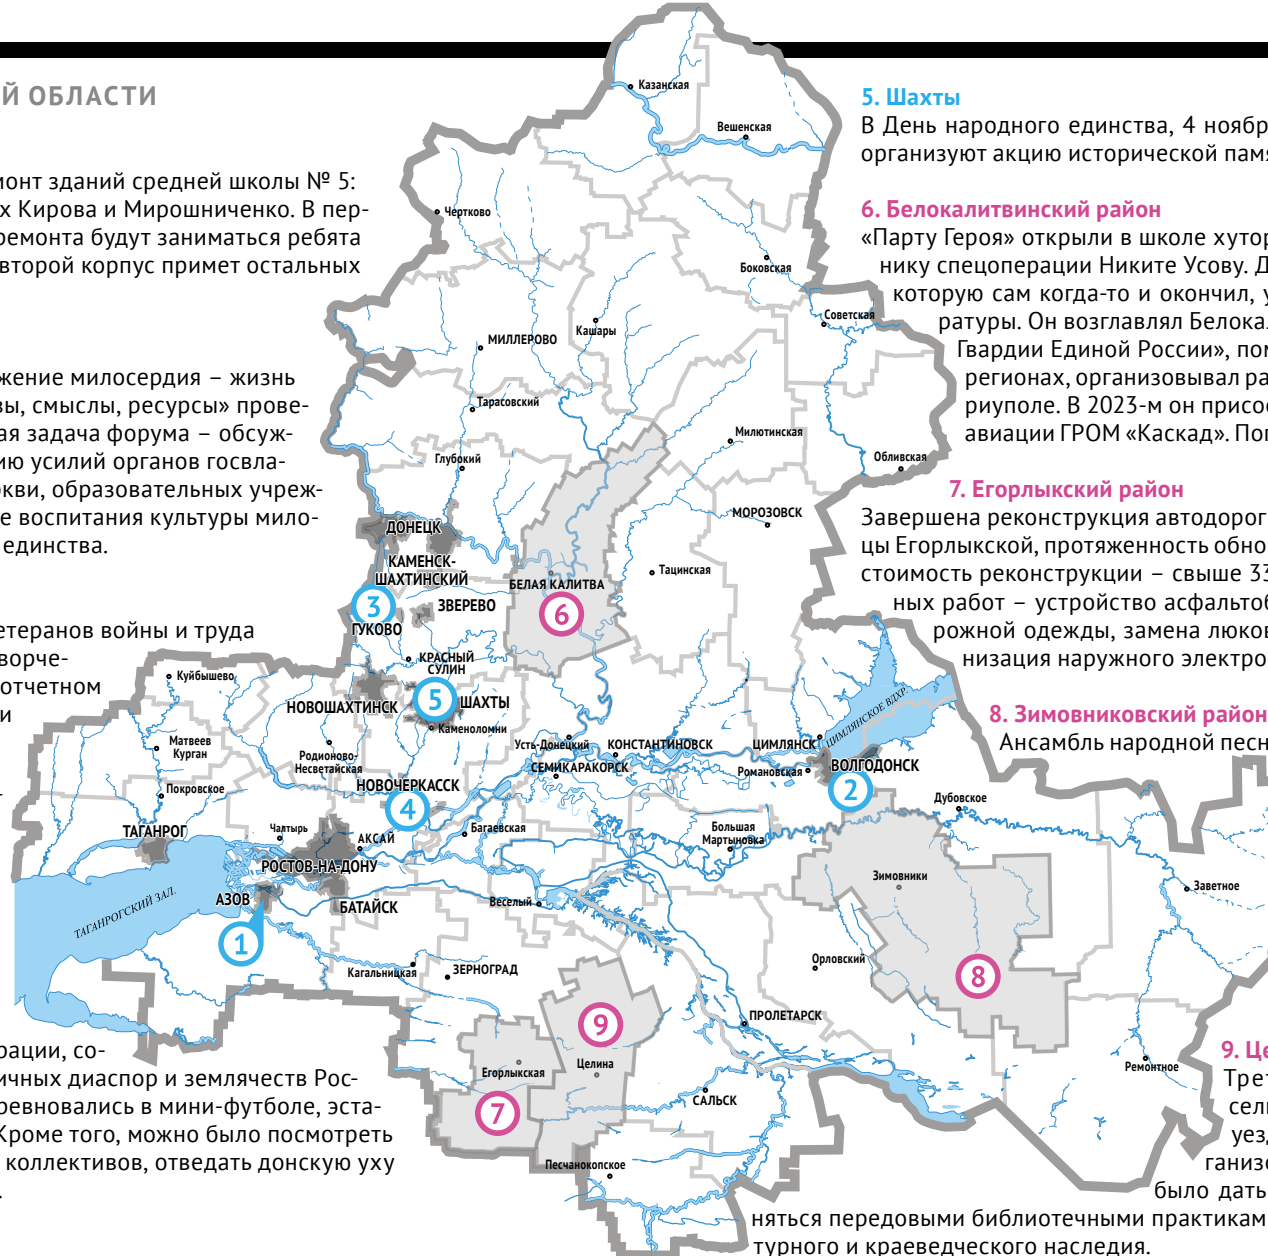 Й ОБЛАСТИ
монт зданий средней школы № 5:
х Кирова и Мирошниченко. В пер-
ремонта будут заниматься ребята
второй корпус примет остальных
жение милосердия – жизнь
вы, смыслы, ресурсы» прове-
ая задача форума – обсуж-
ию усилий органов госвла-
ркви, образовательных учреж-
е воспитания культуры мило-
единства.
етеранов войны и труда
ворче-
отчетном
и
рации, со-
ичных диаспор и землячеств Рос-
ревновались в мини-футболе, эста-
Кроме того, можно было посмотреть
коллективов, отведать донскую уху
Казанская
Вешенская
Чертково
Боковская
Советская
Кашары
МИЛЛЕРОВО
Тарасовский
Милютинская
Глубокий
Обливская
МОРОЗОВСК
ДОНЕЦК
КАМЕНСК-
ШАХТИНСКИЙ
Тацинская
БЕЛАЯ КАЛИТВА
6
3
ЗВЕРЕВО
ГУКОВО
КРАСНЫЙ
СУЛИН
Куйбышево
5
ШАХТЫ
НОВОШАХТИНСК
Каменоломни
Матвеев
Курган
Родионово-
Несветайская
Усть-Донецкий
КОНСТАНТИНОВСК
ЦИМЛЯНСК
ЦИМЛЯНСКОЕ ВДХР.
СЕМИКАРАКОРСК
Романовская
ВОЛГОДОНСК
2
Покровское
НОВОЧЕРКАССК
4
Дубовское
ТАГАНРОГ
Чалтырь
АКСАЙ
Багаевская
Большая
Мартыновка
РОСТОВ-НА-ДОНУ
Зимовники
Заветное
АЗОВ
БАТАЙСК
Веселый
ТАГАНРОГСКИЙ ЗАЛ.
1
Кагальницкая
ЗЕРНОГРАД
Орловский
8
ПРОЛЕТАРСК
9
Егорлыкская
Целина
Ремонтное
7
САЛЬСК
Песчанокопское
5. Шахты
В День народного единства, 4 ноябр
организуют акцию исторической памя
6. Белокалитвинский район
«Парту Героя» открыли в школе хутор
нику спецоперации Никите Усову. Д
которую сам когда-то и окончил, у
ратуры. Он возглавлял Белокал
Гвардии Единой России», пом
регионах, организовывал ра
риуполе. В 2023-м он присое
авиации ГРОМ «Каскад». Пог
7. Егорлыкский район
Завершена реконструкция автодорог
цы Егорлыкской, протяженность обно
стоимость реконструкции – свыше 33
ных работ – устройство асфальтоб
рожной одежды, замена люков
низация наружного электро
8. Зимовниковский район
Ансамбль народной песн
9. Це
Трет
сель
уезд
ганизо
было дать
няться передовыми библиотечными практикам
турного и краеведческого наследия.